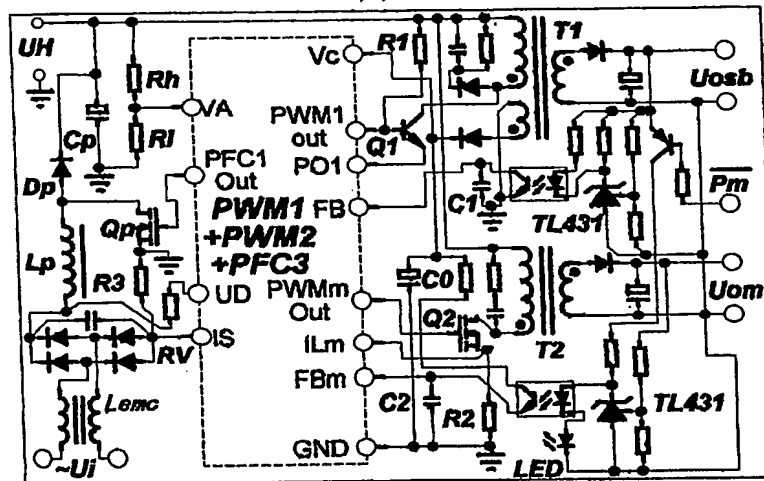 UH
Rh
Cp
Rl
VA
Dp
PFC1
Out
Qp
Lp
R3
UD
IS
RV
Lemc
~Ui
PWM1
+PWM2
+PFC3
Vc
PWM1
out
PO1
FB
PWMm
Out
iLm
FBm
GND
R1
Q1
C1
C0
Q2
C2
R2
T1
T2
TL431
TL431
LED
Uosb
Pm
Uom